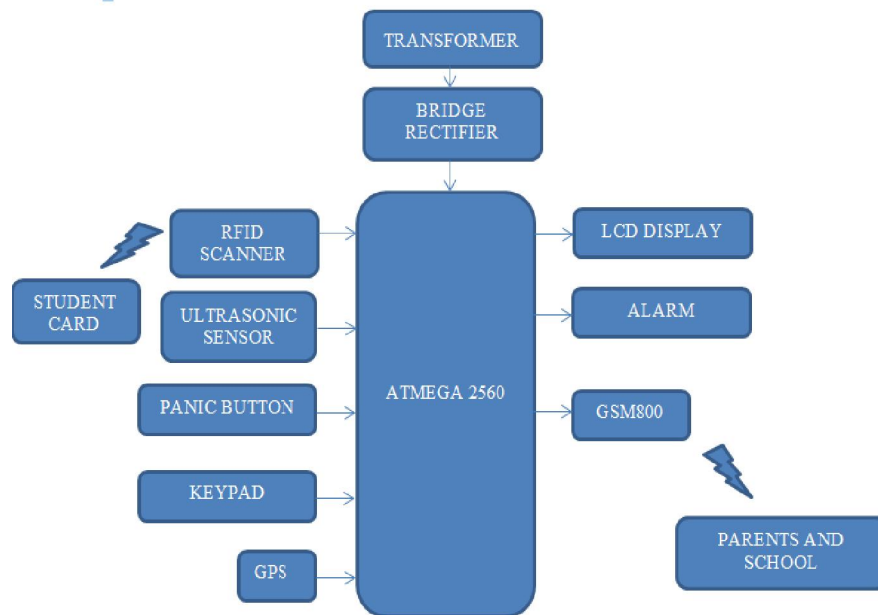 TRANSFORMER
BRIDGE
RECTIFIER
RFID
SCANNER
LCD DISPLAY
STUDENT
CARD
ULTRASONIC
SENSOR
ALARM
PANIC BUTTON
ATMEGA 2560
GSM800
KEYPAD
PARENTS AND
SCHOOL
GPS